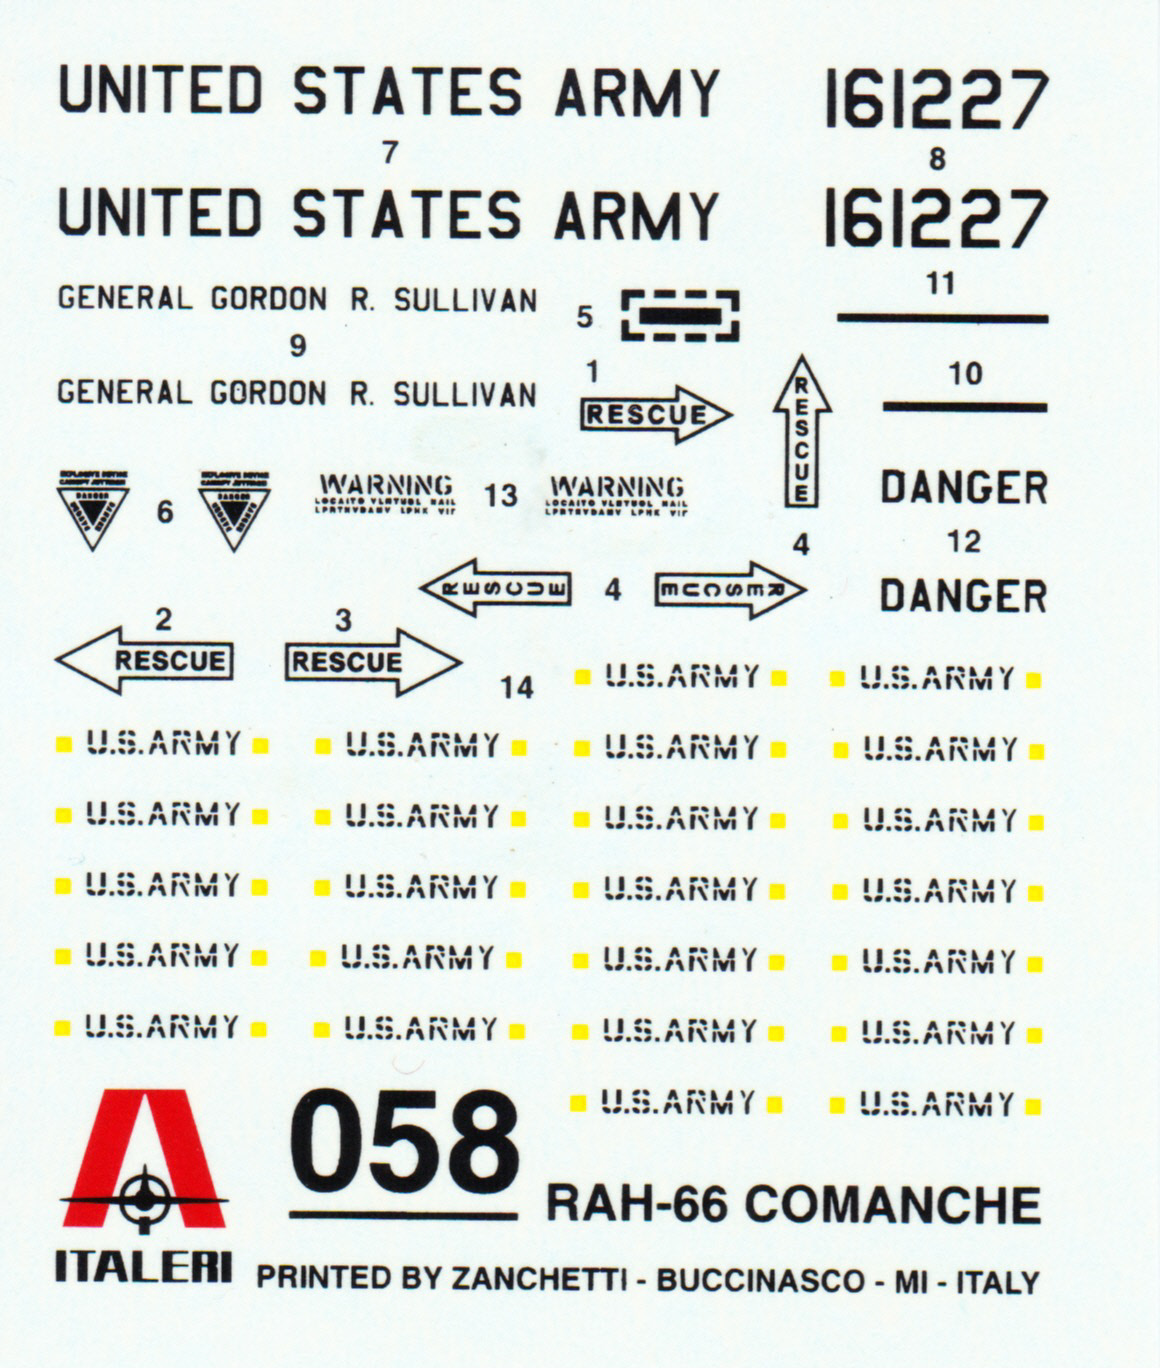 UNITED STATES ARMY 161227
7 8
UNITED STATES ARMY 161227
11
GENERAL GORDON R. SULLIVAN 5
9
1 10
GENERAL GORDON R. SULLIVAN
RESCUE RESCUE
6 WARNING 13 WARNING DANGER
DANGER DANGER
4 12
RESCUE 4 RESCUE DANGER
2 3
RESCUE RESCUE 14
U.S.ARMY U.S.ARMY
U.S.ARMY U.S.ARMY U.S.ARMY U.S.ARMY
U.S.ARMY U.S.ARMY U.S.ARMY U.S.ARMY
U.S.ARMY U.S.ARMY U.S.ARMY U.S.ARMY
U.S.ARMY U.S.ARMY U.S.ARMY U.S.ARMY
U.S.ARMY U.S.ARMY U.S.ARMY U.S.ARMY
U.S.ARMY U.S.ARMY
058
RAH-66 COMANCHE
ITALERI
PRINTED BY ZANCHETTI - BUCCINASCO - MI - ITALY